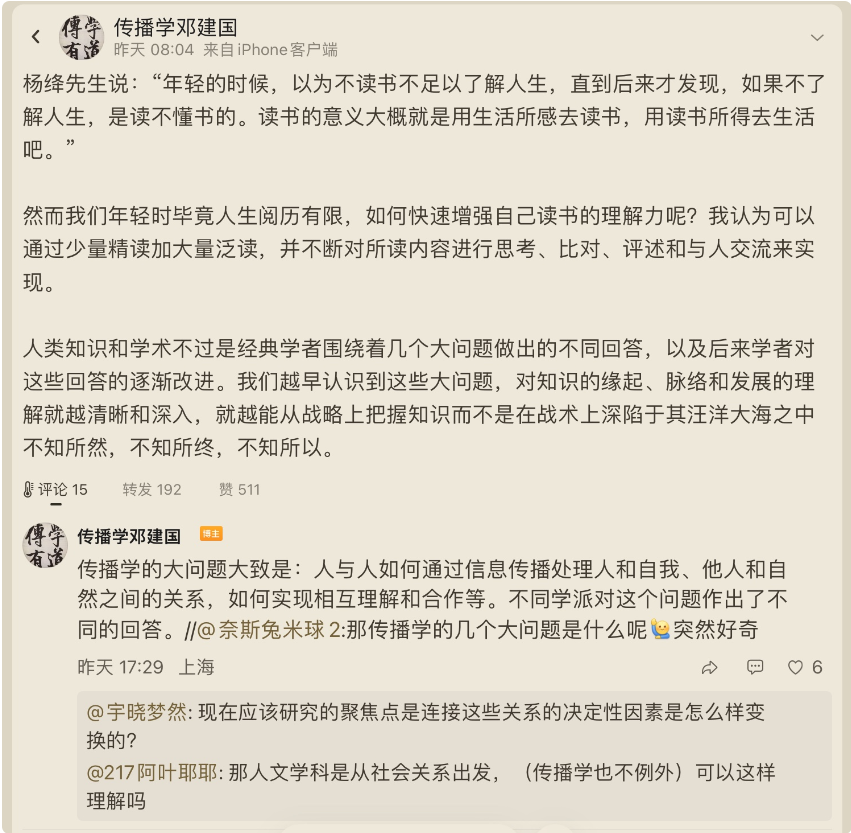 傳学有道
传播学邓建国
昨天 08:04 来自iPhone客户端
杨绛先生说：“年轻的时候，以为不读书不足以了解人生，直到后来才发现，如果不了
解人生，是读不懂书的。读书的意义大概就是用生活所感去读书，用读书所得去生活
吧。”
然而我们年轻时毕竟人生阅历有限，如何快速增强自己读书的理解力呢？我认为可以
通过少量精读加大量泛读，并不断对所读内容进行思考、比对、评述和与人交流来实
现。
人类知识和学术不过是经典学者围绕着几个大问题做出的不同回答，以及后来学者对
这些回答的逐渐改进。我们越早认识到这些大问题，对知识的缘起、脉络和发展的理
解就越清晰和深入，就越能从战略上把握知识而不是在战术上深陷于其汪洋大海之中
不知所然，不知所终，不知所以。
评论 15 转发 192 赞 511
傳学有道
传播学邓建国 博主
传播学的大问题大致是：人与人如何通过信息传播处理人和自我、他人和自
然之间的关系，如何实现相互理解和合作等。不同学派对这个问题作出了不
同的回答。//@奈斯兔米球2:那传播学的几个大问题是什么呢🙋突然好奇
昨天 17:29 上海 6
@宇晓梦然: 现在应该研究的聚焦点是连接这些关系的决定性因素是怎么样变
换的？
@217阿叶耶耶: 那人文学科是从社会关系出发，（传播学也不例外）可以这样
理解吗